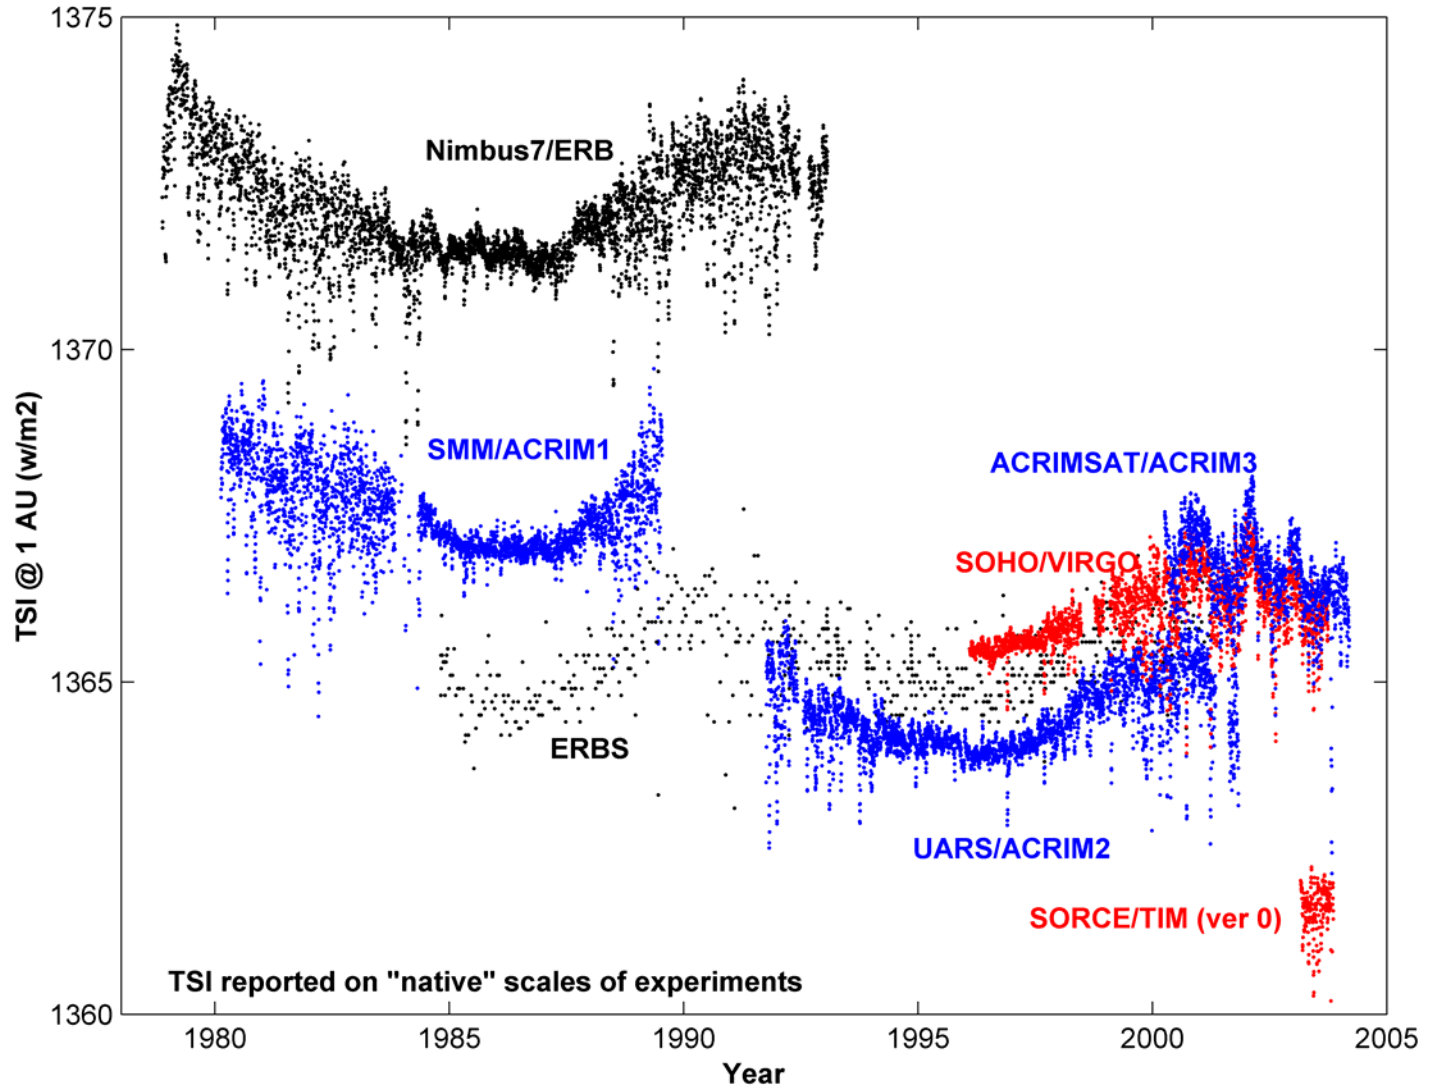 1375
1370
1365
1360
TSI @ 1 AU (w/m2)
Nimbus7/ERB
SMM/ACRIM1
ACRIMSAT/ACRIM3
SOHO/VIRGO
ERBS
UARS/ACRIM2
SORCE/TIM (ver 0)
TSI reported on "native" scales of experiments
1980 1985 1990 1995 2000 2005
Year